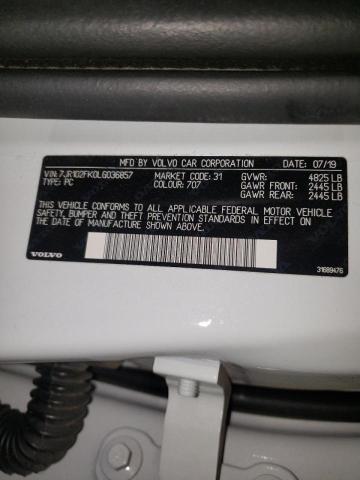 MFD BY VOLVO CAR CORPORATION DATE: 07/19
VIN: 7JR102FK0LG036857 MARKET CODE: 31 GVWR: 4825 LB
TYPE: PC COLOUR: 707 GAWR FRONT: 2445 LB
GAWR REAR: 2445 LB
THIS VEHICLE CONFORMS TO ALL APPLICABLE FEDERAL MOTOR VEHICLE
SAFETY, BUMPER AND THEFT PREVENTION STANDARDS IN EFFECT ON
THE DATE OF MANUFACTURE SHOWN ABOVE.
VOLVO 31689476